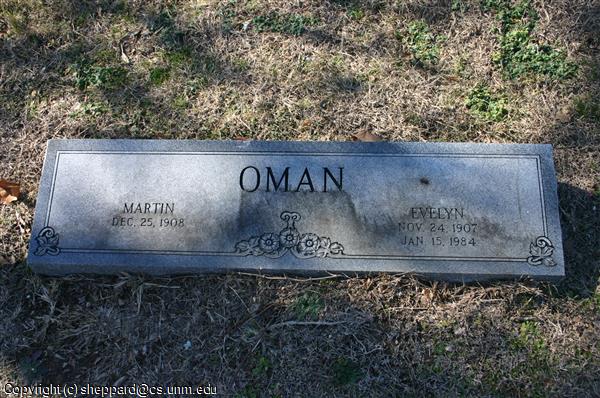 OMAN
MARTIN
DEC. 25, 1908
EVELYN
NOV. 24, 1907
JAN. 15, 1984
Copyright (c) sheppard@cs.unm.edu